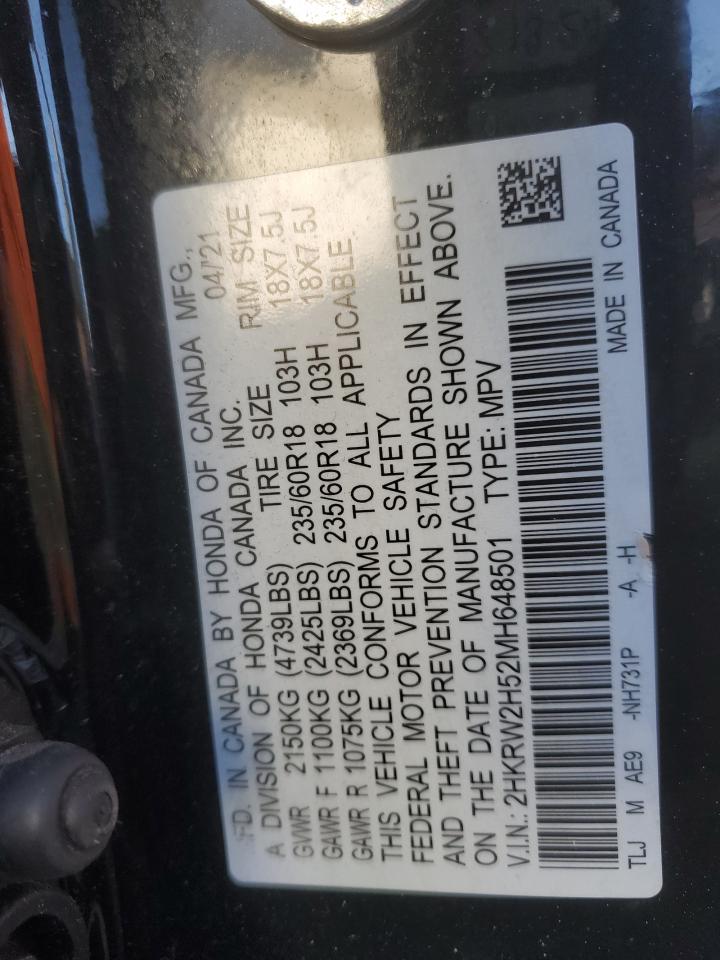 MFD. IN CANADA BY HONDA OF CANADA MFG.,
A DIVISION OF HONDA CANADA INC. 04/'21
GVWR 2150KG (4739LBS) TIRE SIZE RIM SIZE
GAWR F 1100KG (2425LBS) 235/60R18 103H 18X7.5J
GAWR R 1075KG (2369LBS) 235/60R18 103H 18X7.5J
THIS VEHICLE CONFORMS TO ALL APPLICABLE
FEDERAL MOTOR VEHICLE SAFETY
AND THEFT PREVENTION STANDARDS IN EFFECT
ON THE DATE OF MANUFACTURE SHOWN ABOVE.
V.I.N.: 2HKRW2H52MH648501 TYPE: MPV
TLJ M AE9 -NH731P -A -H MADE IN CANADA